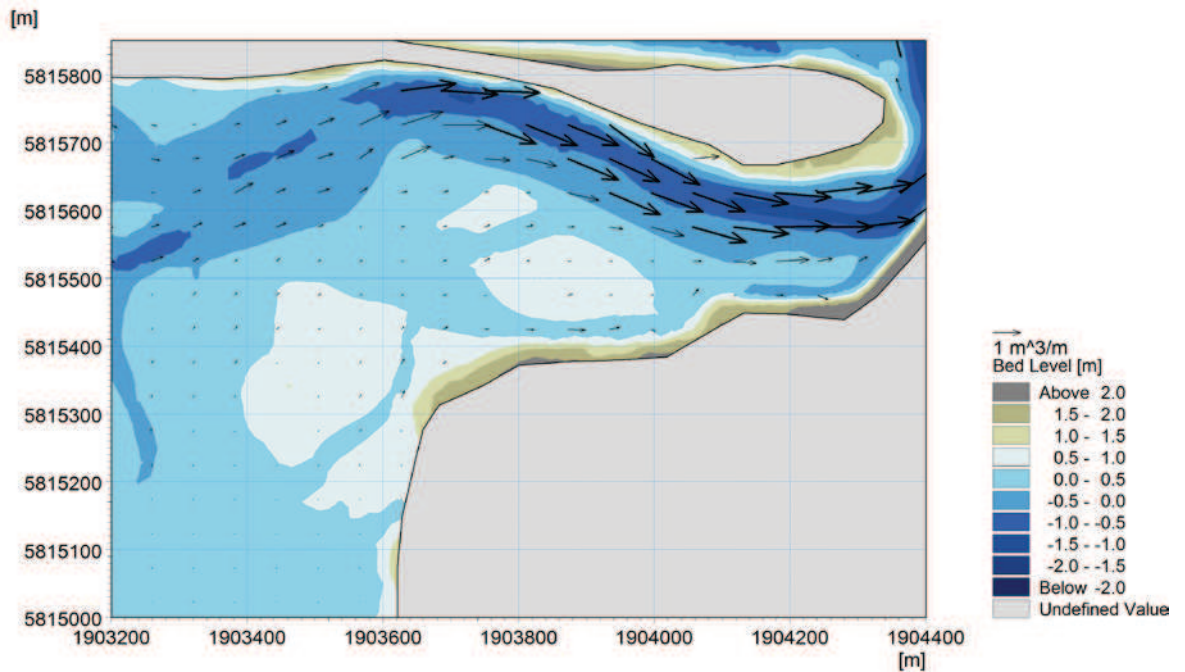 [m]
5815800
5815700
5815600
5815500
5815400
5815300
5815200
5815100
5815000
1903200 1903400 1903600 1903800 1904000 1904200 1904400
[m]
1 m^3/m
Bed Level [m]
Above 2.0
1.5 - 2.0
1.0 - 1.5
0.5 - 1.0
0.0 - 0.5
-0.5 - 0.0
-1.0 - -0.5
-1.5 - -1.0
-2.0 - -1.5
Below -2.0
Undefined Value